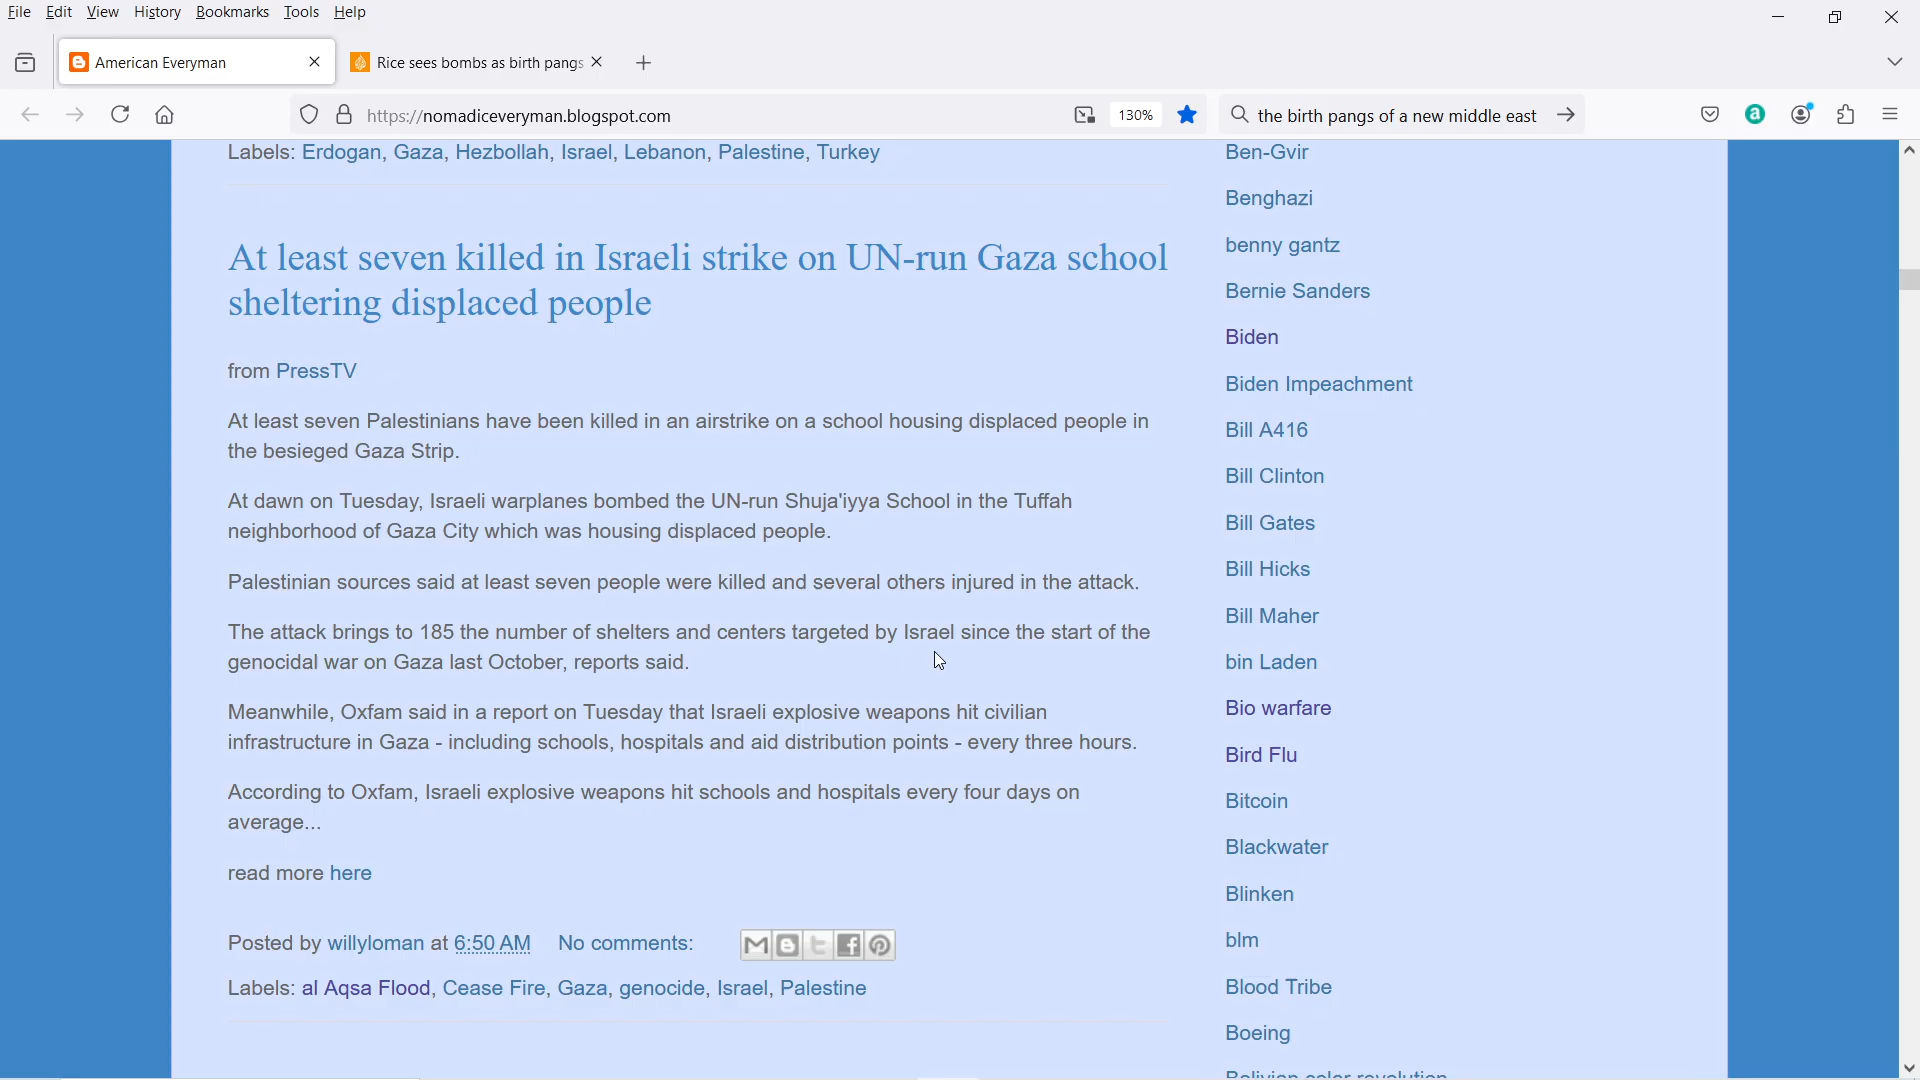 File Edit View History Bookmarks Tools Help
American Everyman
Rice sees bombs as birth pangs
https://nomadiceveryman.blogspot.com
130%
the birth pangs of a new middle east
Labels: Erdogan, Gaza, Hezbollah, Israel, Lebanon, Palestine, Turkey
At least seven killed in Israeli strike on UN-run Gaza school
sheltering displaced people
from PressTV
At least seven Palestinians have been killed in an airstrike on a school housing displaced people in
the besieged Gaza Strip.
At dawn on Tuesday, Israeli warplanes bombed the UN-run Shuja'iyya School in the Tuffah
neighborhood of Gaza City which was housing displaced people.
Palestinian sources said at least seven people were killed and several others injured in the attack.
The attack brings to 185 the number of shelters and centers targeted by Israel since the start of the
genocidal war on Gaza last October, reports said.
Meanwhile, Oxfam said in a report on Tuesday that Israeli explosive weapons hit civilian
infrastructure in Gaza - including schools, hospitals and aid distribution points - every three hours.
According to Oxfam, Israeli explosive weapons hit schools and hospitals every four days on
average...
read more here
Posted by willyloman at 6:50 AM No comments:
Labels: al Aqsa Flood, Cease Fire, Gaza, genocide, Israel, Palestine
Ben-Gvir
Benghazi
benny gantz
Bernie Sanders
Biden
Biden Impeachment
Bill A416
Bill Clinton
Bill Gates
Bill Hicks
Bill Maher
bin Laden
Bio warfare
Bird Flu
Bitcoin
Blackwater
Blinken
blm
Blood Tribe
Boeing
Bolivian color revolution